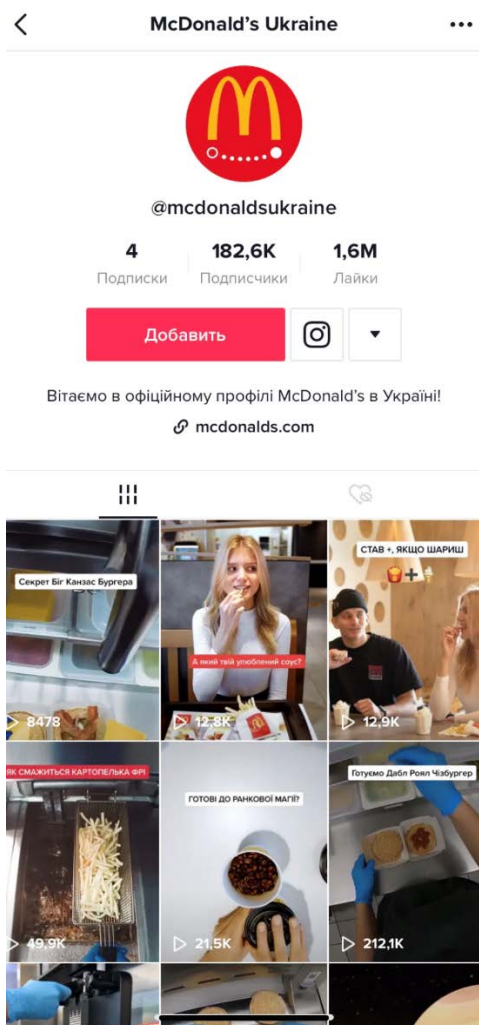 McDonald’s Ukraine
@mcdonaldsukraine
4
Подписки
182,6K
Подписчики
1,6M
Лайки
Добавить
Вітаємо в офіційному профілі McDonald’s в Україні!
mcdonalds.com
Секрет Біг Канзас Бургера
8478
А який твій улюблений соус?
12,8K
СТАВ +, ЯКЩО ШАРИШ
🍟+🍦
12,9K
ЯК СМАЖИТЬСЯ КАРТОПЕЛЬКА ФРІ
49,9K
ГОТОВІ ДО РАНКОВОЇ МАГІЇ?
21,5K
Готуємо Дабл Роял Чізбургер
212,1K